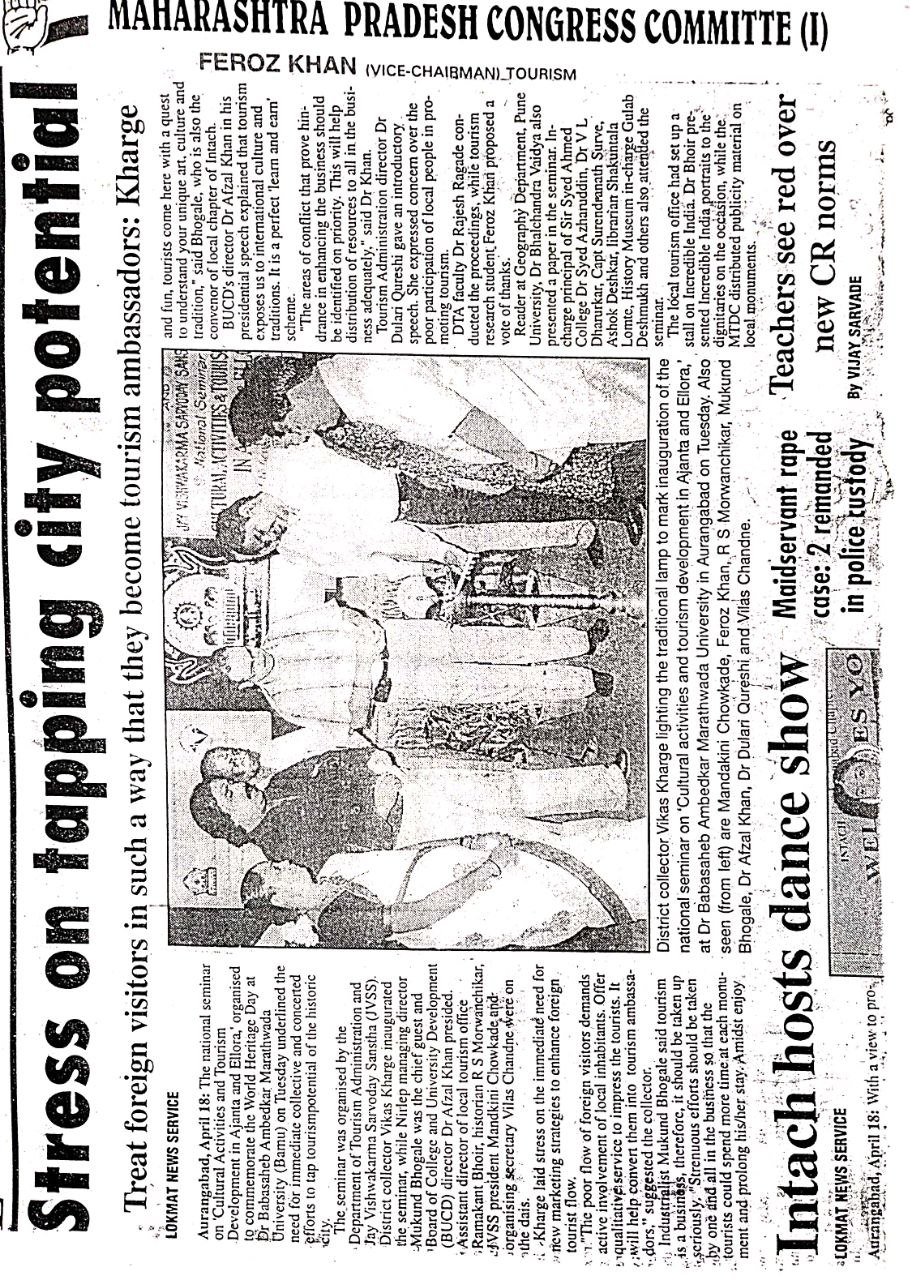 Director
Stress on tapping city potential
Treat foreign visitors in such a way that they become tourism ambassadors: Kharge
LOKMAT NEWS SERVICE
Aurangabad, April 18: The national seminar
on 'Cultural Activities and Tourism
Development in Ajanta and Ellora,' organised
to commemorate the World Heritage Day at
Dr Babasaheb Ambedkar Marathwada
University (Bamu) on Tuesday underlined the
need for immediate collective and concerted
efforts to tap tourismpotential of the historic
city.
The seminar was organised by the
Department of Tourism Administration and
Jay Vishwakarma Sarvoday Sanstha (JVSS).
District collector Vikas Kharge inaugurated
the seminar, while Nirlep managing director
Mukund Bhogale was the chief guest and
Board of College and University Development
(BUCD) director Dr Afzal Khan presided.
Assistant director of local tourism office
Ramakant Bhoir, historian R S Morwanchikar,
JVSS president Mandkini Chowkade and
organising secretary Vilas Chandne were on
the dais.
Kharge laid stress on the immediate need for
new marketing strategies to enhance foreign
tourist flow.
"The poor flow of foreign visitors demands
active involvement of local inhabitants. Offer
qualitative service to impress the tourists. It
will help convert them into tourism ambassa-
dors," suggested the collector.
Industrialist Mukund Bhogale said tourism
is a business, therefore, it should be taken up
seriously. "Strenuous efforts should be taken
by one and all in the business so that the
tourists could spend more time at each monu-
ment and prolong his/her stay. Amidst enjoy
JAY VISHWAKARMA SARVODAY SANS
National Seminar
CULTURAL ACTIVITIES & TOURIS
IN A
District collector Vikas Kharge lighting the traditional lamp to mark inauguration of the
national seminar on 'Cultural activities and tourism development in Ajanta and Ellora,'
at Dr Babasaheb Ambedkar Marathwada University in Aurangabad on Tuesday. Also
seen (from left) are Mandakini Chowkade, Feroz Khan, R S Morwanchikar, Mukund
Bhogale, Dr Afzal Khan, Dr Dulari Qureshi and Vilas Chandne.
and fun, tourists come here with a quest
to understand your unique art, culture and
tradition," said Bhogale, who is also the
convenor of local chapter of Intach.
BUCD's director Dr Afzal Khan in his
presidential speech explained that tourism
exposes us to international culture and
traditions. It is a perfect 'learn and earn'
scheme.
"The areas of conflict that prove hin-
drance in enhancing the business should
be identified on priority. This will help
distribution of resources to all in the busi-
ness adequately," said Dr Khan.
Tourism Administration director Dr
Dulari Qureshi gave an introductory
speech. She expressed concern over the
poor participation of local people in pro-
moting tourism.
DTA faculty Dr Rajesh Ragade con-
ducted the proceedings, while tourism
research student Feroz Khan proposed a
vote of thanks.
Reader at Geography Department, Pune
University, Dr Bhalchandra Vaidya also
presented a paper in the seminar. In-
charge principal of Sir Syed Ahmed
College Dr Syed Azharuddin, Dr V L
Dharurkar, Capt Surendranath Surve,
Ashok Deshkar, librarian Shakuntala
Lomte, History Museum in-charge Gulab
Deshmukh and others also attended the
seminar.
The local tourism office had set up a
stall on Incredible India. Dr Bhoir pre-
sented Incredible India portraits to the
dignitaries on the occasion, while the
MTDC distributed publicity material on
local monuments.
MAHARASHTRA PRADESH CONGRESS COMMITTE (I)
FEROZ KHAN (VICE-CHAIRMAN) TOURISM
Intach hosts dance show
LOKMAT NEWS SERVICE
Aurangabad, April 18: With a view to pro-
INTACH
WEL ES YO
Maidservant rape
case: 2 remanded
in police custody
Teachers see red over
new CR norms
By VIJAY SARVADE